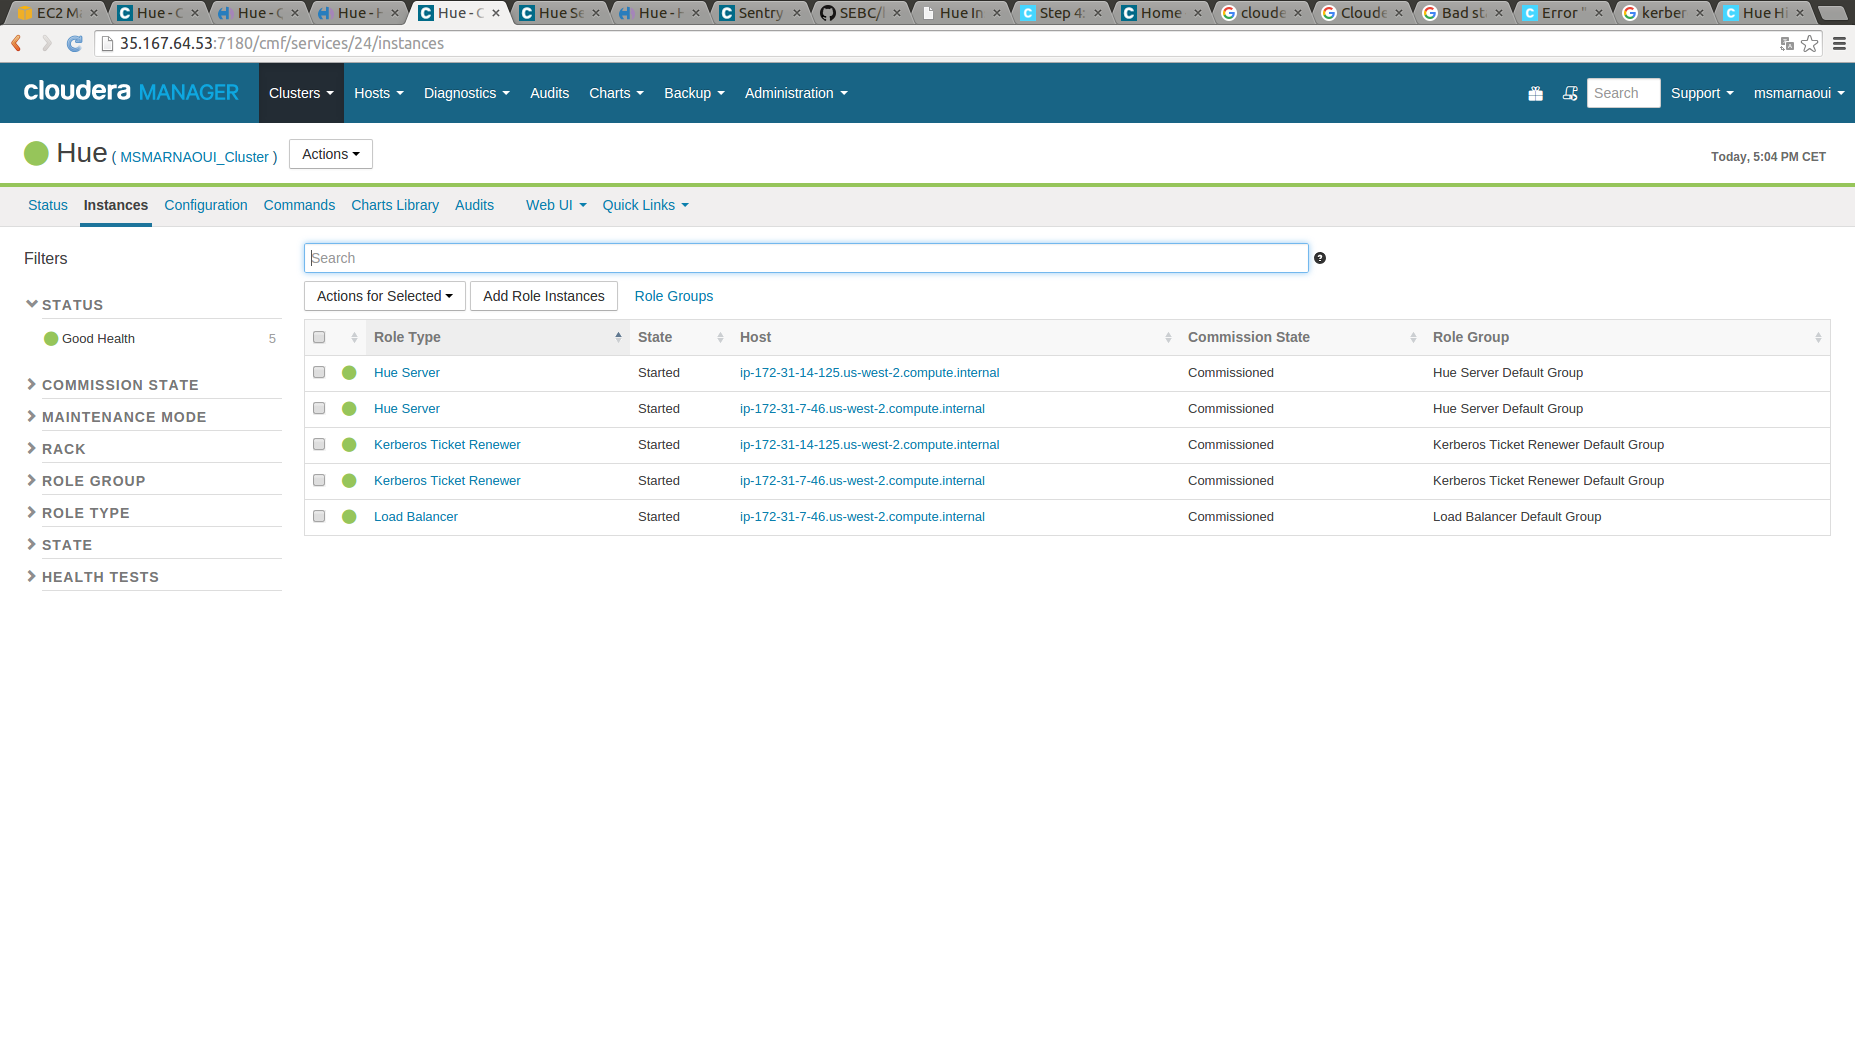 EC2 Ma Hue - C Hue - C Hue - H Hue - C Hue Se Hue - H Sentry SEBC/l Hue In Step 4: Home cloude Cloude Bad st Error " kerber Hue Hi
35.167.64.53:7180/cmf/services/24/instances
cloudera MANAGER Clusters Hosts Diagnostics Audits Charts Backup Administration Search Support msmarnaoui
Hue ( MSMARNAOUI_Cluster ) Actions Today, 5:04 PM CET
Status Instances Configuration Commands Charts Library Audits Web UI Quick Links
Filters
STATUS
Good Health 5
COMMISSION STATE
MAINTENANCE MODE
RACK
ROLE GROUP
ROLE TYPE
STATE
HEALTH TESTS
Search
Actions for Selected Add Role Instances Role Groups
Role Type State Host Commission State Role Group
Hue Server Started ip-172-31-14-125.us-west-2.compute.internal Commissioned Hue Server Default Group
Hue Server Started ip-172-31-7-46.us-west-2.compute.internal Commissioned Hue Server Default Group
Kerberos Ticket Renewer Started ip-172-31-14-125.us-west-2.compute.internal Commissioned Kerberos Ticket Renewer Default Group
Kerberos Ticket Renewer Started ip-172-31-7-46.us-west-2.compute.internal Commissioned Kerberos Ticket Renewer Default Group
Load Balancer Started ip-172-31-7-46.us-west-2.compute.internal Commissioned Load Balancer Default Group